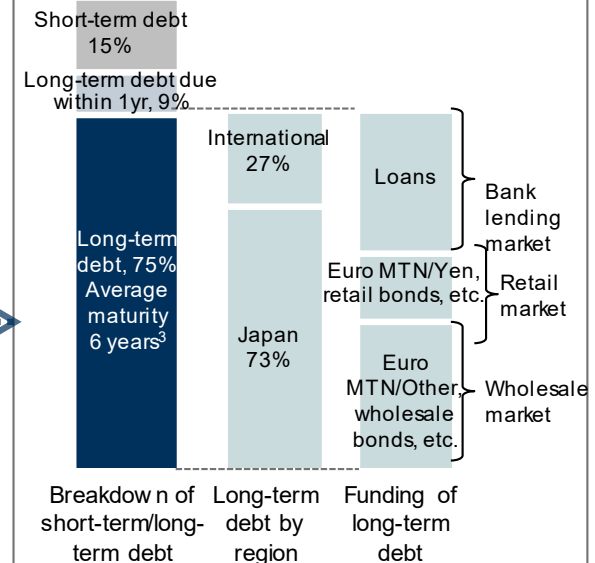 Short-term debt
15%
Long-term debt due
within 1yr, 9%
Long-term
debt, 75%
Average
maturity
6 years3
International
27%
Japan
73%
Loans
Euro MTN/Yen,
retail bonds, etc.
Euro
MTN/Other,
wholesale
bonds, etc.
Bank
lending
market
Retail
market
Wholesale
market
Breakdown of
short-term/long-
term debt
Long-term
debt by
region
Funding of
long-term
debt